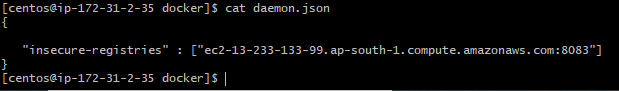 [centos@ip-172-31-2-35 docker]$ cat daemon.json
{
"insecure-registries" : ["ec2-13-233-133-99.ap-south-1.compute.amazonaws.com:8083"]
}
[centos@ip-172-31-2-35 docker]$